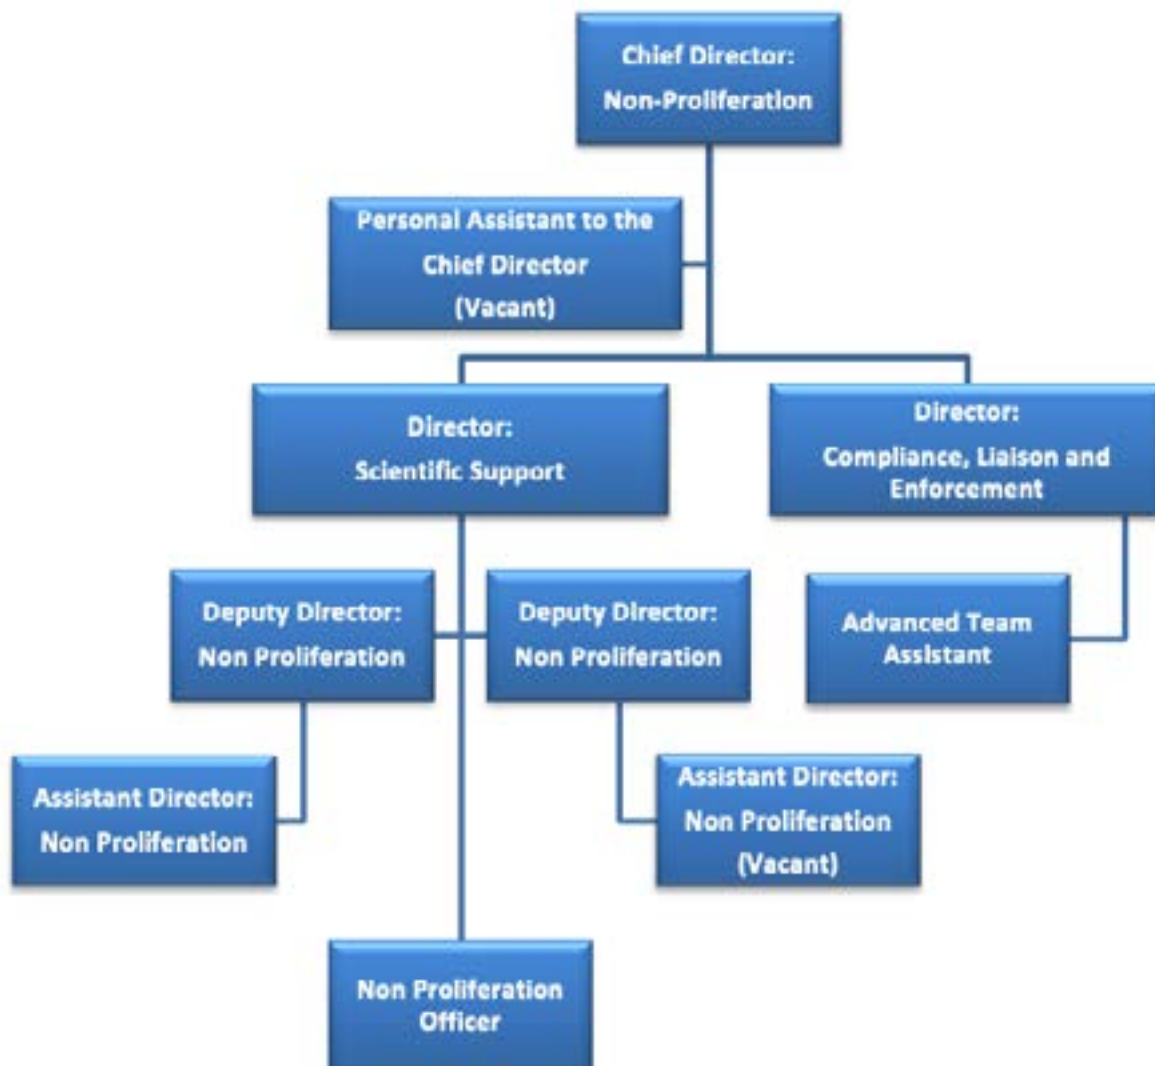 Chief Director:
Non-Proliferation
Personal Assistant to the
Chief Director
(Vacant)
Director:
Scientific Support
Director:
Compliance, Liaison and
Enforcement
Deputy Director:
Non Proliferation
Deputy Director:
Non Proliferation
Advanced Team
Assistant
Assistant Director:
Non Proliferation
Assistant Director:
Non Proliferation
(Vacant)
Non Proliferation
Officer